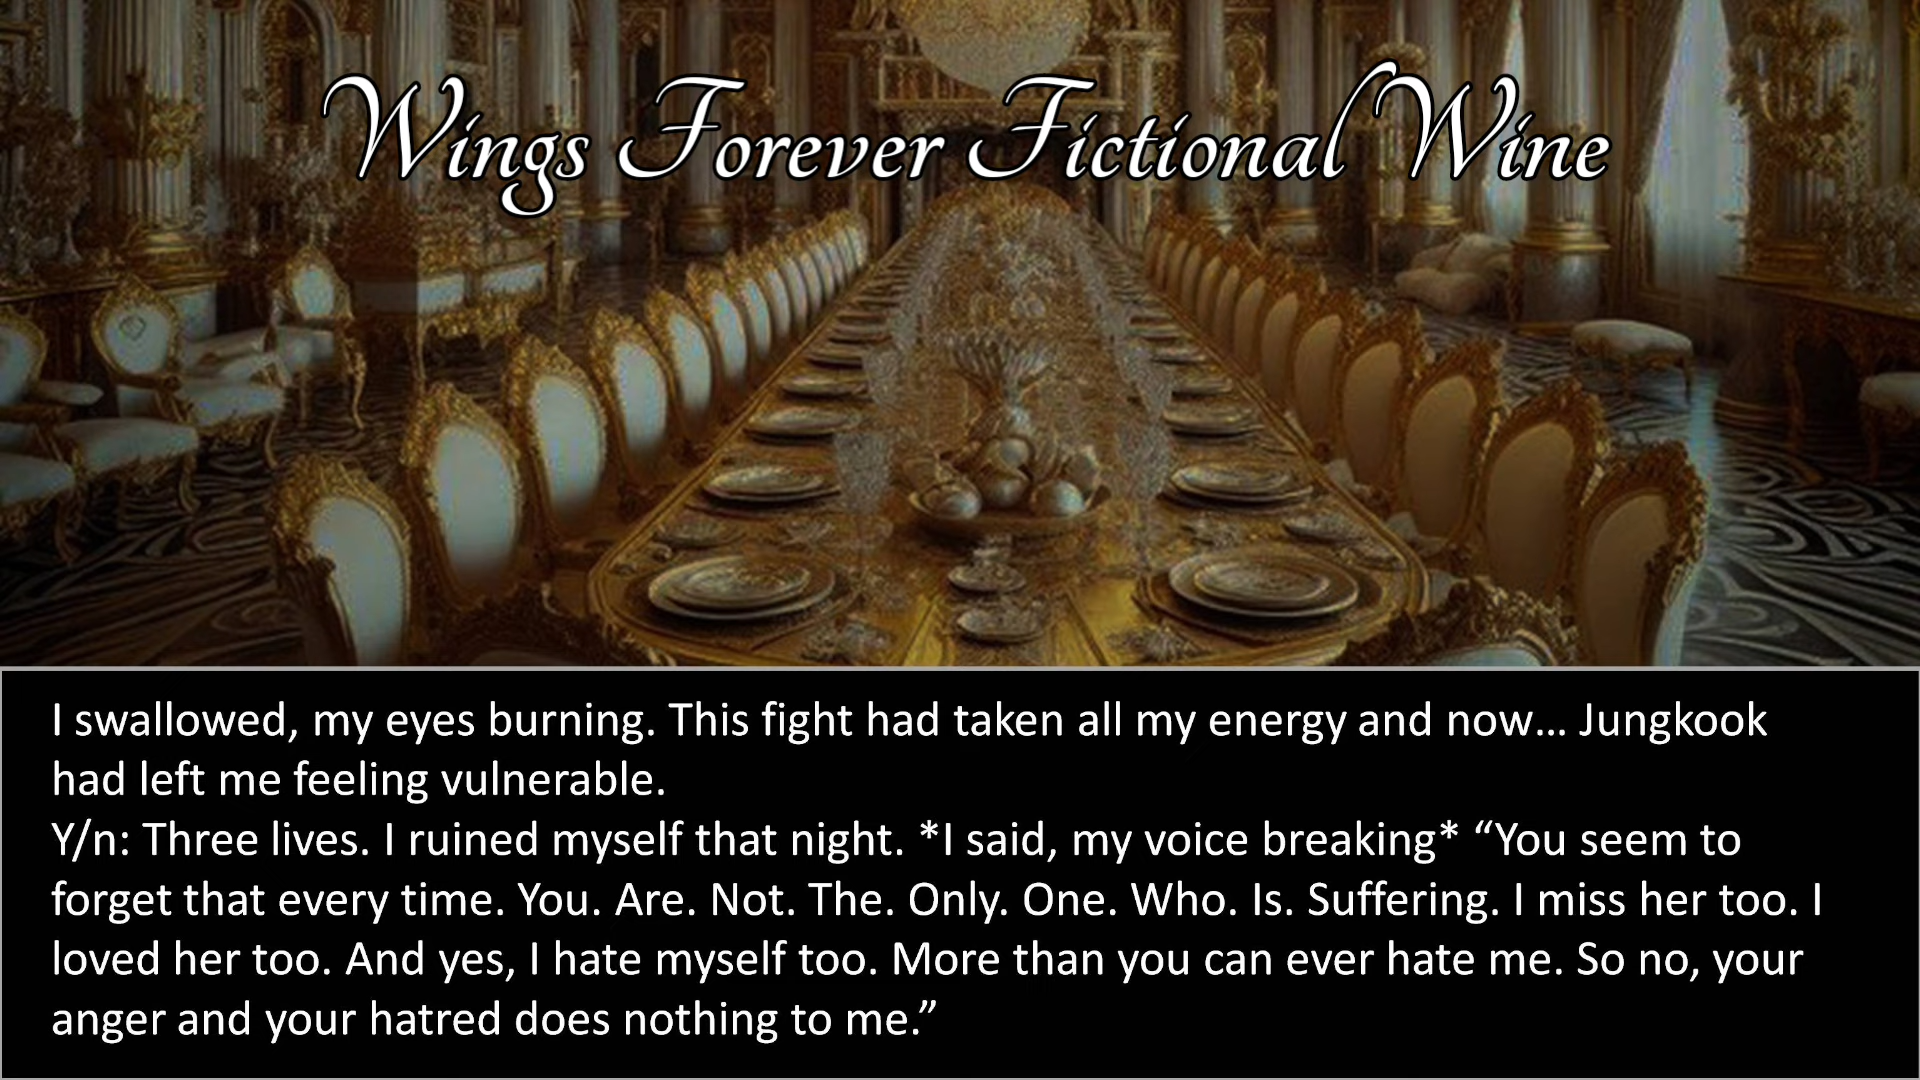 Wings Forever Fictional Wine
I swallowed, my eyes burning. This fight had taken all my energy and now… Jungkook
had left me feeling vulnerable.
Y/n: Three lives. I ruined myself that night. *I said, my voice breaking* “You seem to
forget that every time. You. Are. Not. The. Only. One. Who. Is. Suffering. I miss her too. I
loved her too. And yes, I hate myself too. More than you can ever hate me. So no, your
anger and your hatred does nothing to me.”